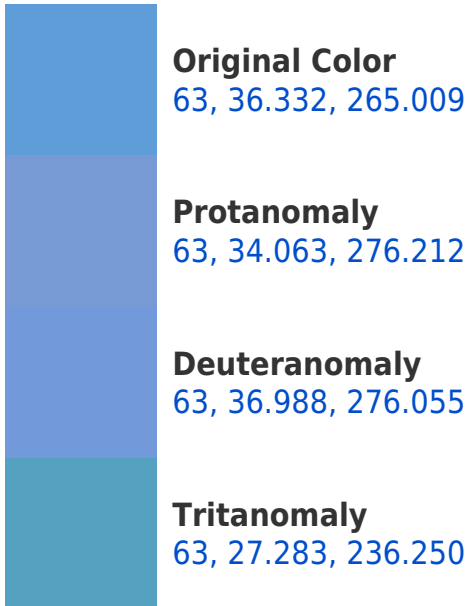 Original Color
63, 36.332, 265.009
Protanomaly
63, 34.063, 276.212
Deuteranomaly
63, 36.988, 276.055
Tritanomaly
63, 27.283, 236.250